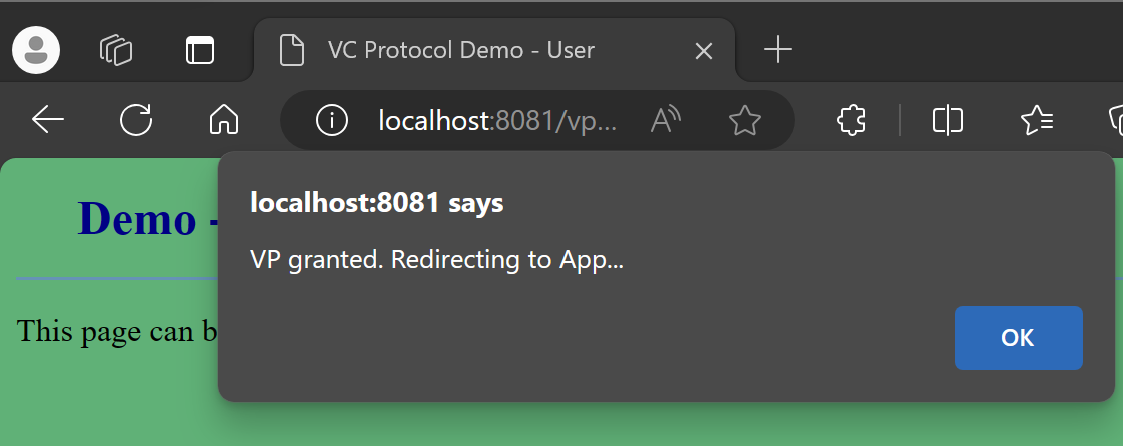 VC Protocol Demo - User
localhost:8081/vp...
localhost:8081 says
VP granted. Redirecting to App...
OK
Demo -
This page can b